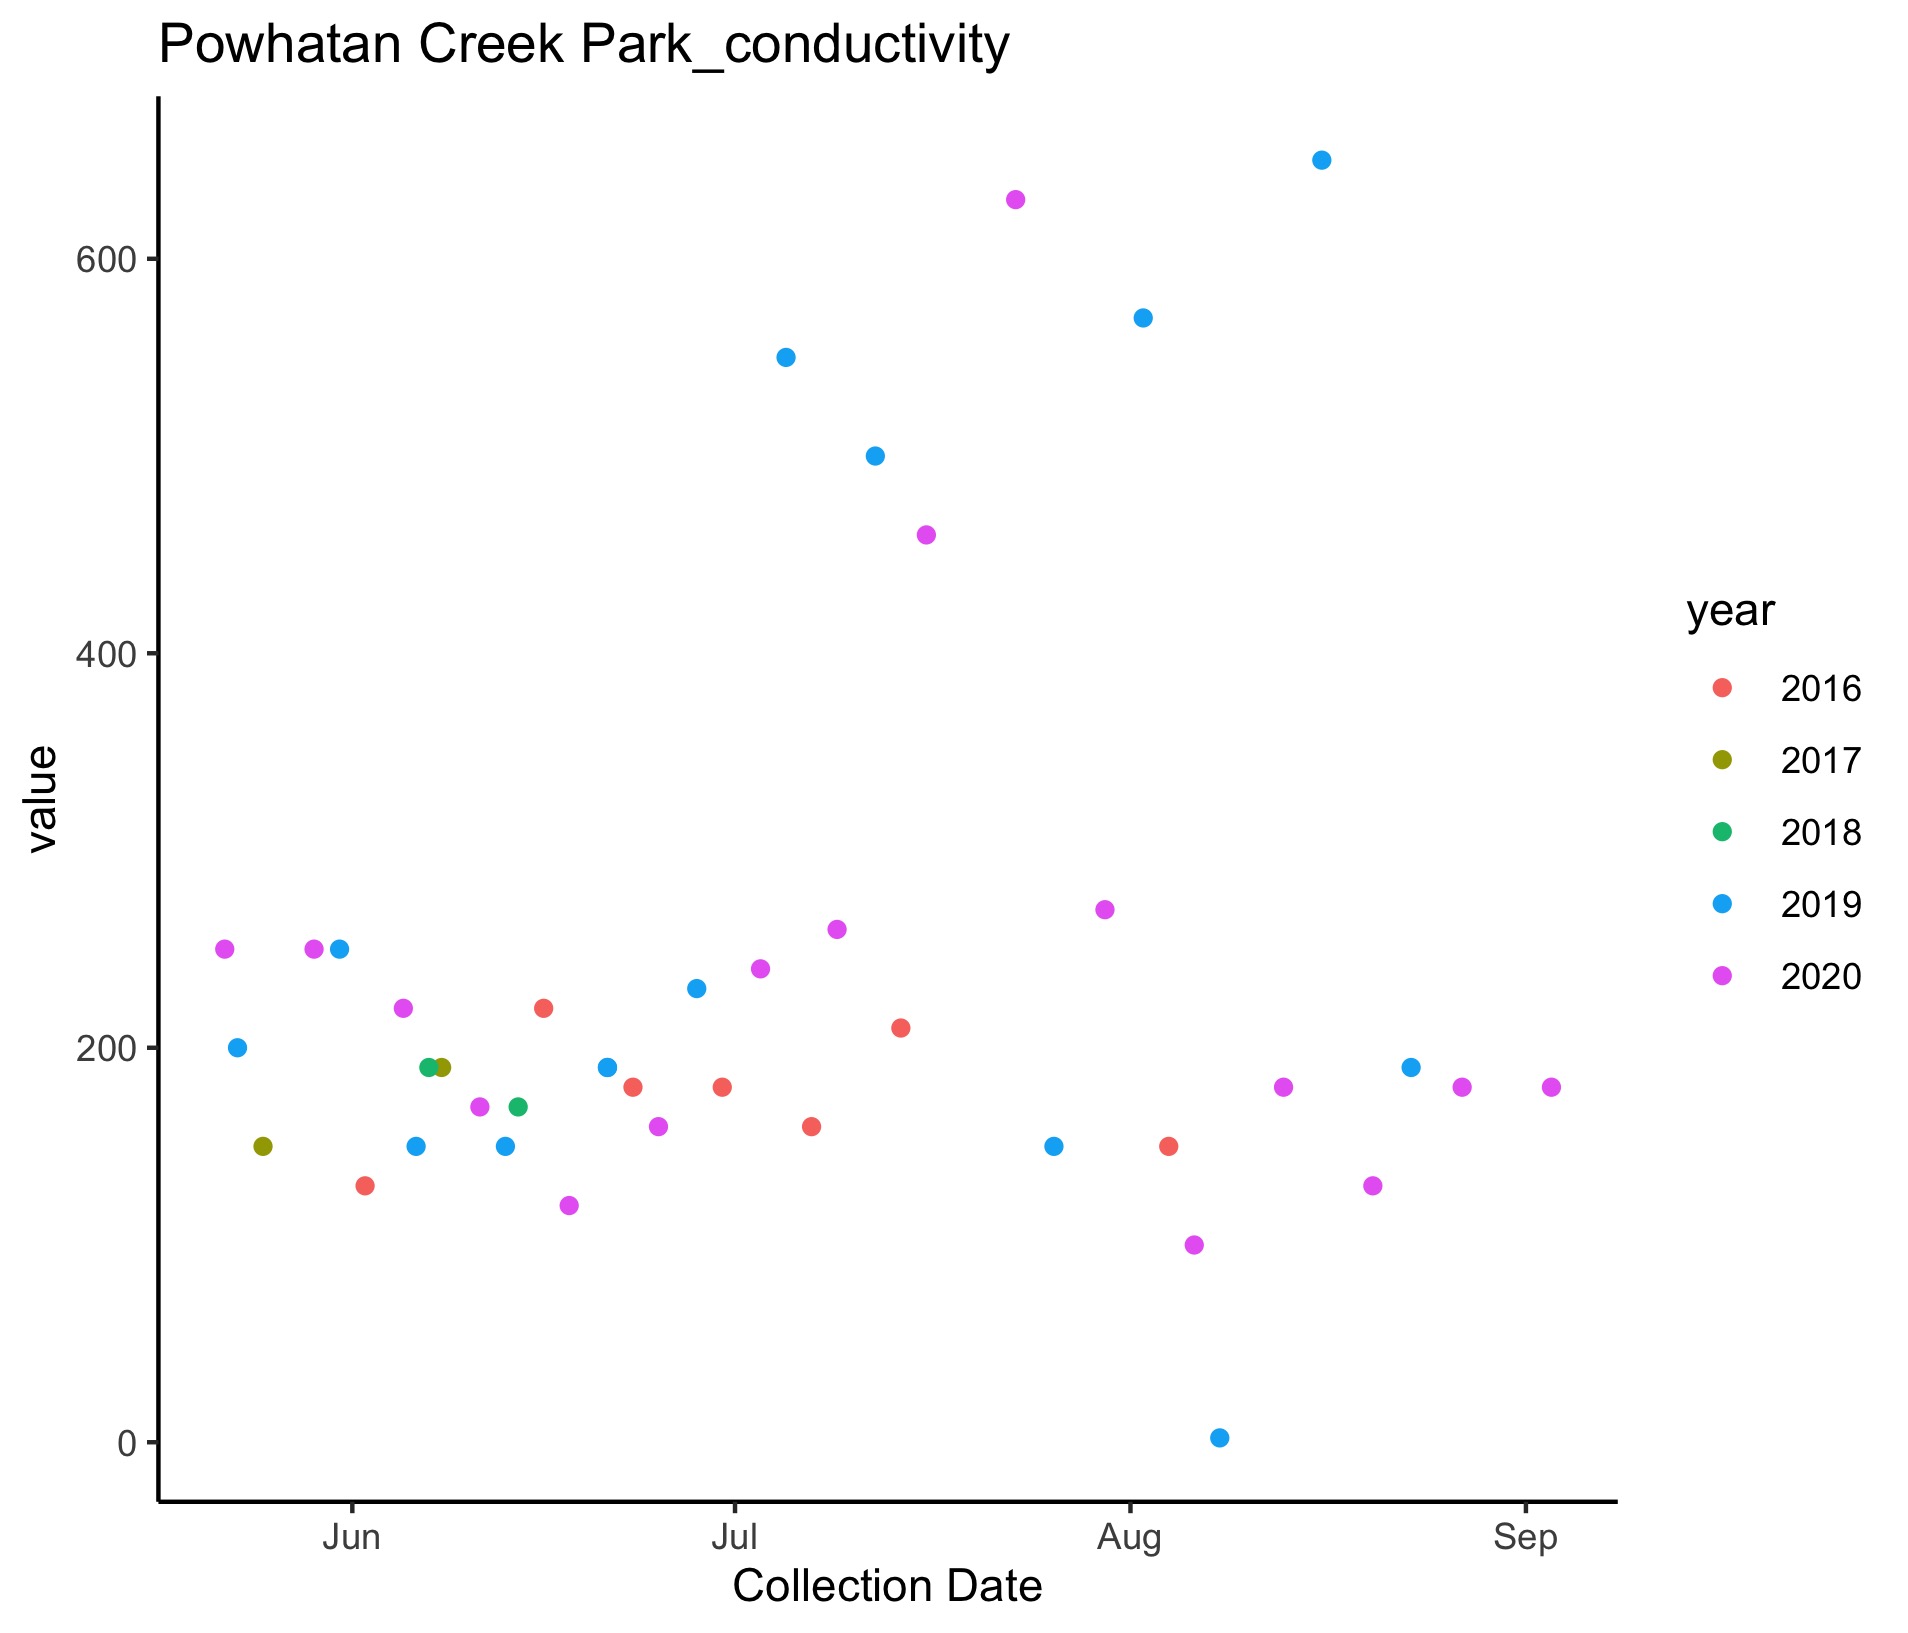 Powhatan Creek Park_conductivity
600
400
200
0
value
Jun
Jul
Aug
Sep
Collection Date
year
2016
2017
2018
2019
2020